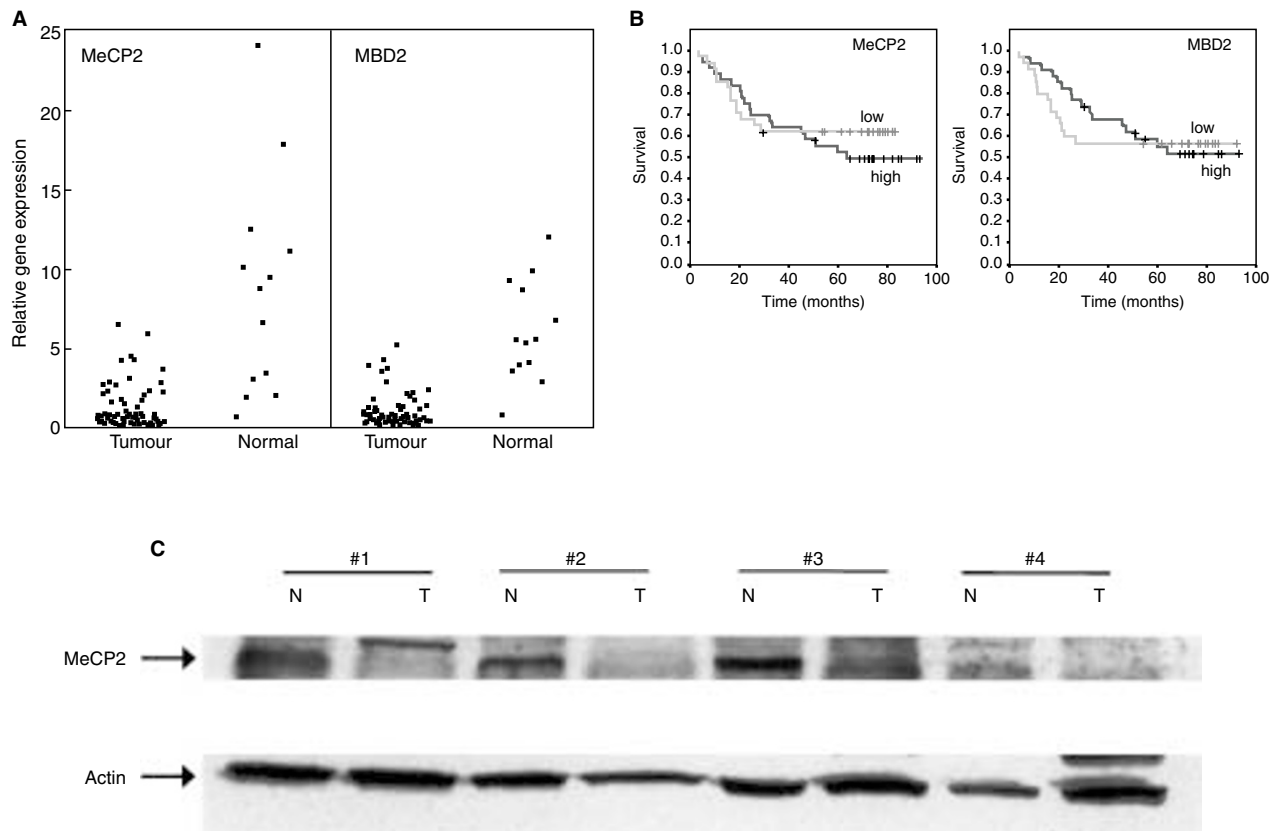 A
Relative gene expression
25
20
15
10
5
0
MeCP2
MBD2
Tumour
Normal
Tumour
Normal
B
Survival
1.0
0.9
0.8
0.7
0.6
0.5
0.4
0.3
0.2
0.1
0.0
MeCP2
low
high
0 20 40 60 80 100
Time (months)
Survival
1.0
0.9
0.8
0.7
0.6
0.5
0.4
0.3
0.2
0.1
0.0
MBD2
low
high
0 20 40 60 80 100
Time (months)
C
#1 #2 #3 #4
N T N T N T N T
MeCP2
Actin